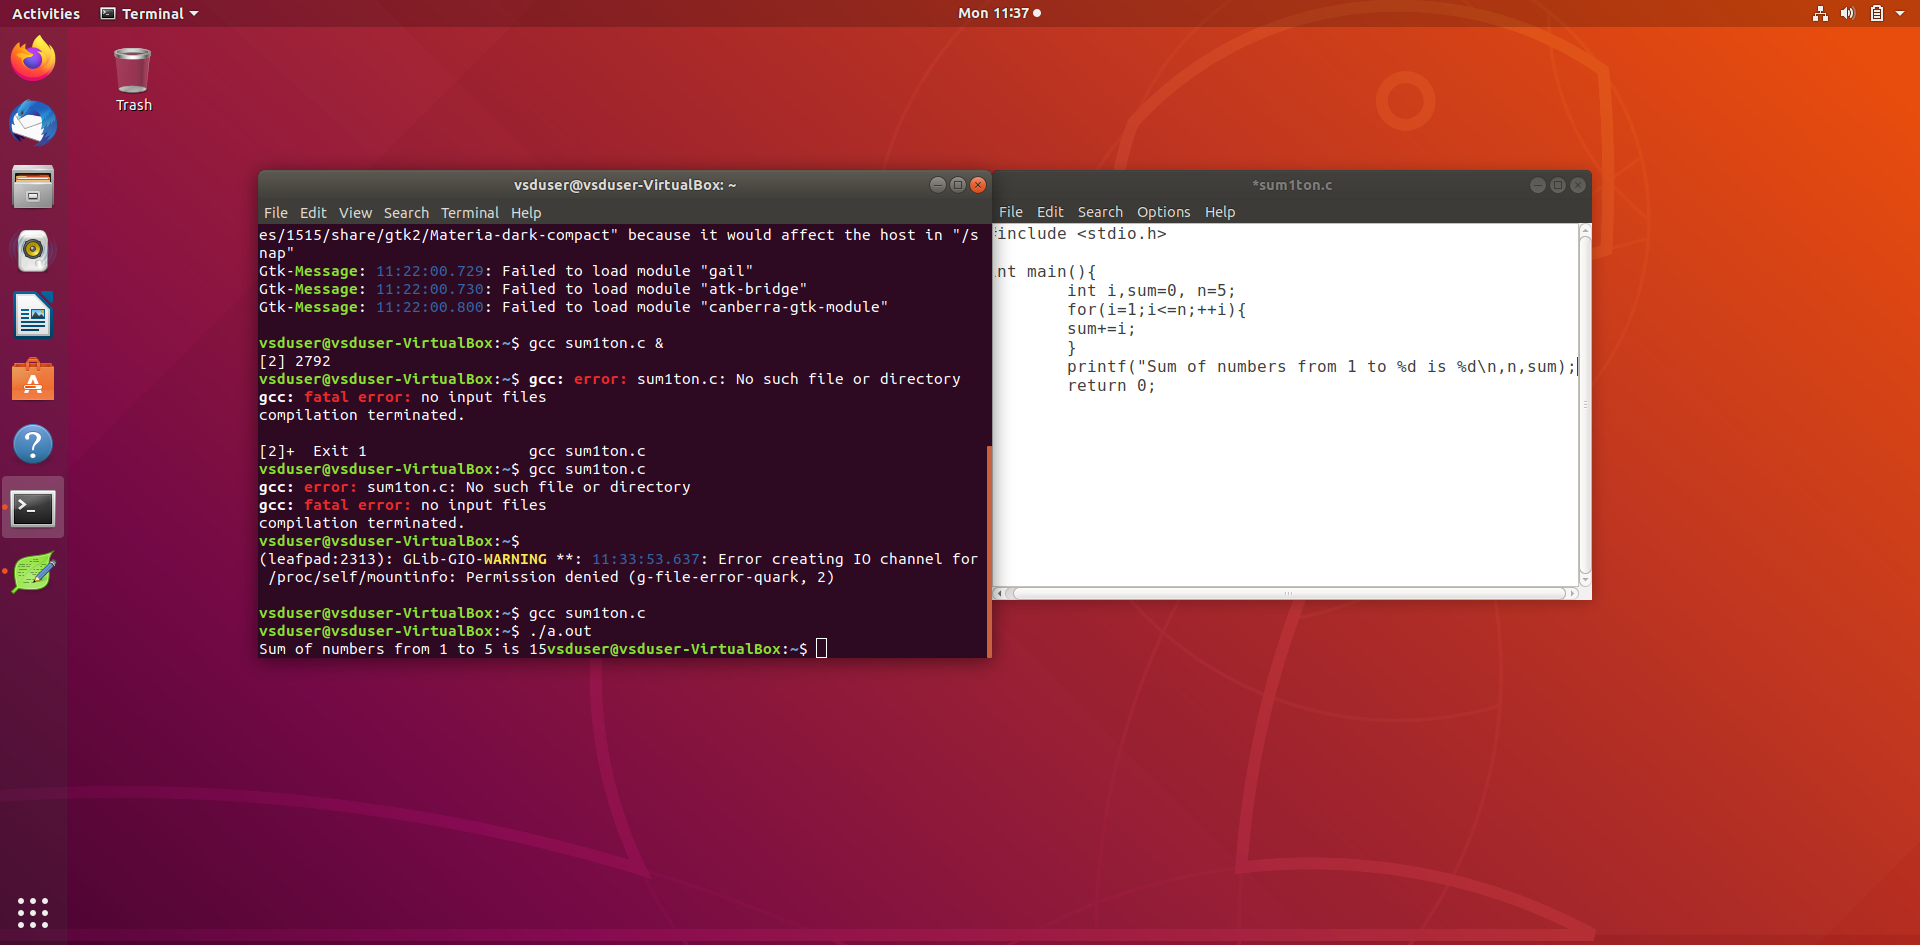 Activities Terminal Mon 11:37
Trash
vsduser@vsduser-VirtualBox: ~
File Edit View Search Terminal Help
es/1515/share/gtk2/Materia-dark-compact" because it would affect the host in "/s
nap"
Gtk-Message: 11:22:00.729: Failed to load module "gail"
Gtk-Message: 11:22:00.730: Failed to load module "atk-bridge"
Gtk-Message: 11:22:00.800: Failed to load module "canberra-gtk-module"
vsduser@vsduser-VirtualBox:~$ gcc sum1ton.c &
[2] 2792
vsduser@vsduser-VirtualBox:~$ gcc: error: sum1ton.c: No such file or directory
gcc: fatal error: no input files
compilation terminated.
[2]+  Exit 1                  gcc sum1ton.c
vsduser@vsduser-VirtualBox:~$ gcc sum1ton.c
gcc: error: sum1ton.c: No such file or directory
gcc: fatal error: no input files
compilation terminated.
vsduser@vsduser-VirtualBox:~$
(leafpad:2313): GLib-GIO-WARNING **: 11:33:53.637: Error creating IO channel for
 /proc/self/mountinfo: Permission denied (g-file-error-quark, 2)
vsduser@vsduser-VirtualBox:~$ gcc sum1ton.c
vsduser@vsduser-VirtualBox:~$ ./a.out
Sum of numbers from 1 to 5 is 15vsduser@vsduser-VirtualBox:~$
*sum1ton.c
File Edit Search Options Help
#include <stdio.h>
nt main(){
int i,sum=0, n=5;
for(i=1;i<=n;++i){
sum+=i;
}
printf("Sum of numbers from 1 to %d is %d\n,n,sum);
return 0;